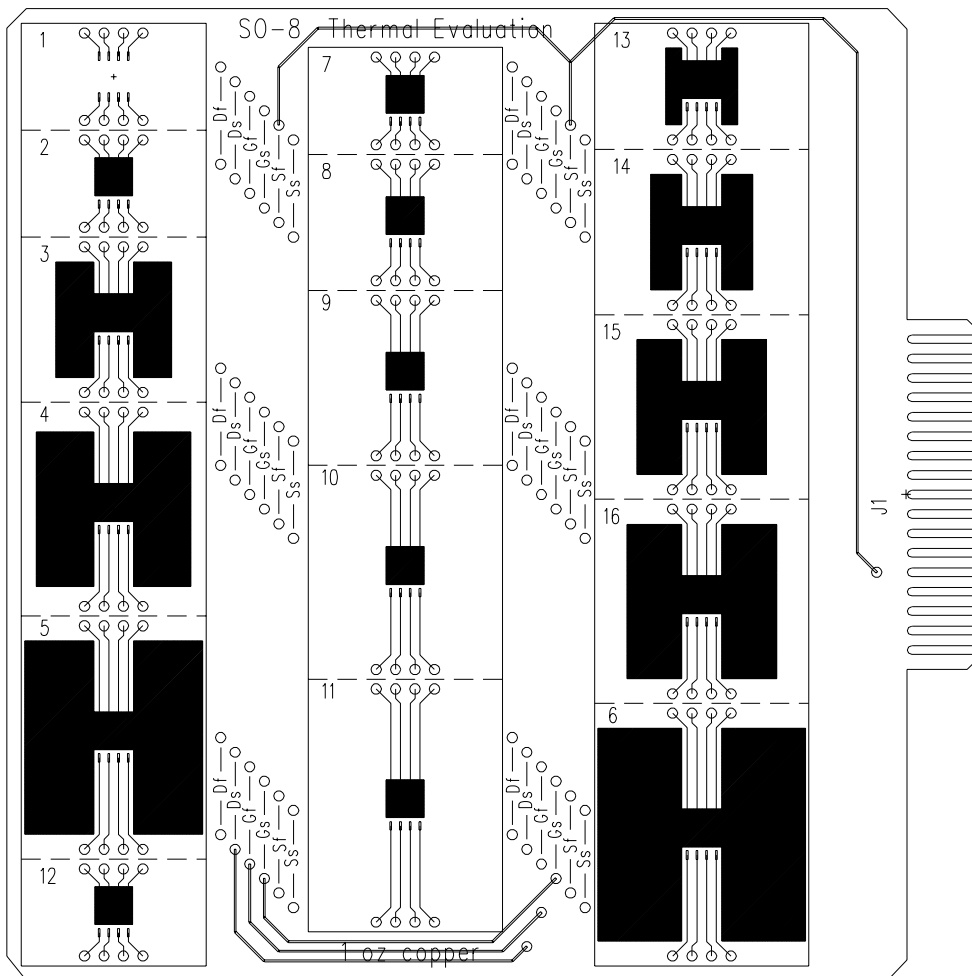 SO-8 Thermal Evaluation
1
2
3
4
5
12
Df Ds Gf Gs Sf Ss
Df Ds Gf Gs Sf Ss
Df Ds Gf Gs Sf Ss
7
8
9
10
11
Df Ds Gf Gs Sf Ss
Df Ds Gf Gs Sf Ss
Df Ds Gf Gs Sf Ss
13
14
15
16
6
J1
1 oz copper